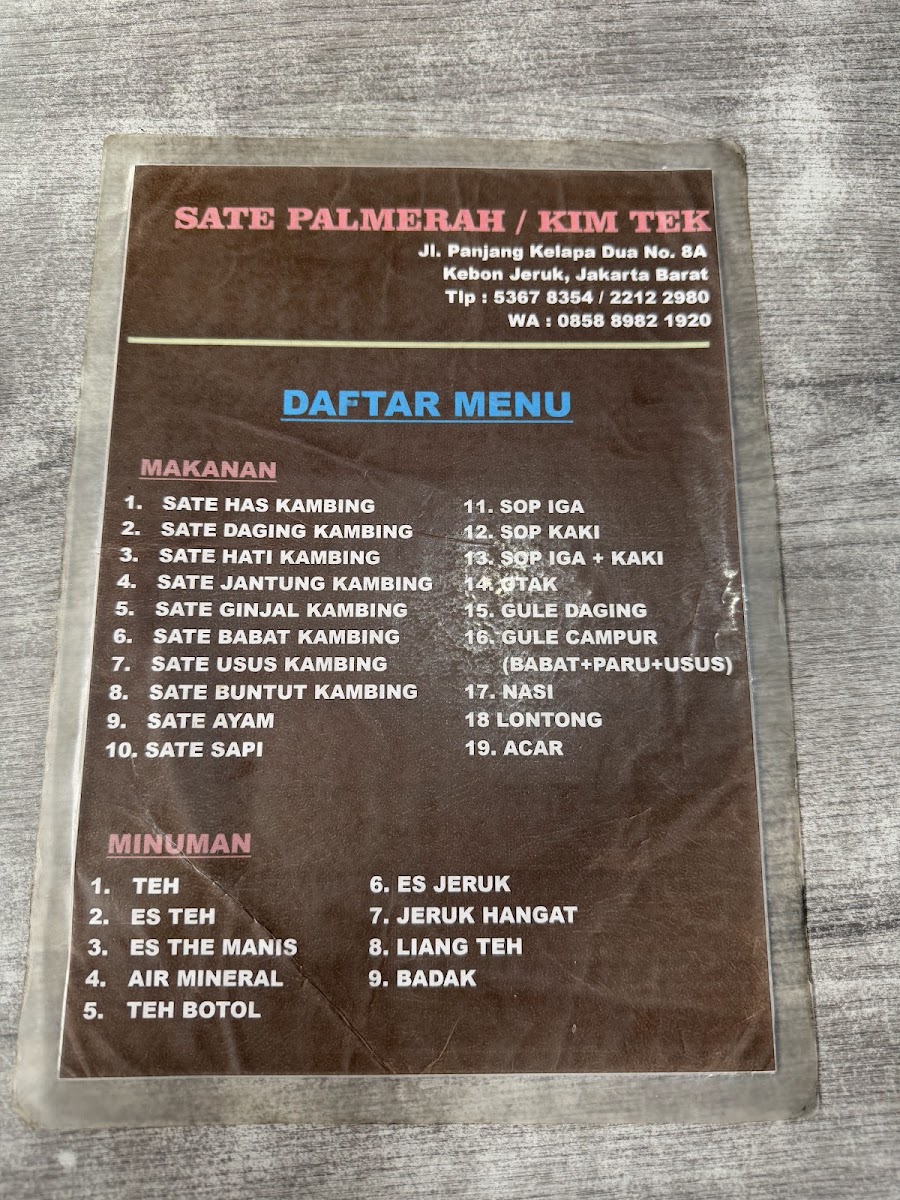 SATE PALMERAH / KIM TEK
Jl. Panjang Kelapa Dua No. 8A
Kebon Jeruk, Jakarta Barat
Tlp : 5367 8354 / 2212 2980
WA : 0858 8982 1920
DAFTAR MENU
MAKANAN
1. SATE HAS KAMBING
2. SATE DAGING KAMBING
3. SATE HATI KAMBING
4. SATE JANTUNG KAMBING
5. SATE GINJAL KAMBING
6. SATE BABAT KAMBING
7. SATE USUS KAMBING
8. SATE BUNTUT KAMBING
9. SATE AYAM
10. SATE SAPI
11. SOP IGA
12. SOP KAKI
13. SOP IGA + KAKI
14. OTAK
15. GULE DAGING
16. GULE CAMPUR
(BABAT+PARU+USUS)
17. NASI
18 LONTONG
19. ACAR
MINUMAN
1. TEH
2. ES TEH
3. ES THE MANIS
4. AIR MINERAL
5. TEH BOTOL
6. ES JERUK
7. JERUK HANGAT
8. LIANG TEH
9. BADAK